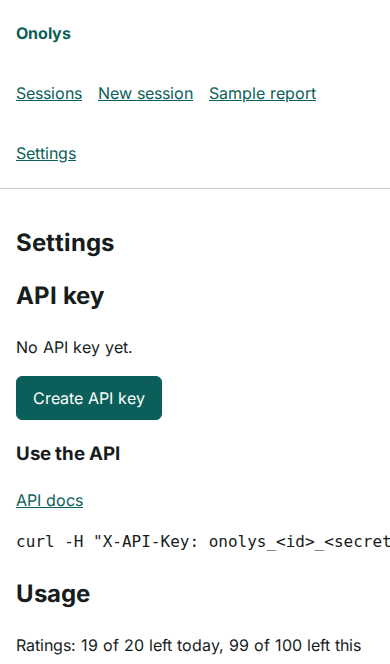 Onolys
Sessions New session Sample report
Settings
Settings
API key
No API key yet.
Create API key
Use the API
API docs
curl -H "X-API-Key: onolys_<id>_<secret
Usage
Ratings: 19 of 20 left today, 99 of 100 left this